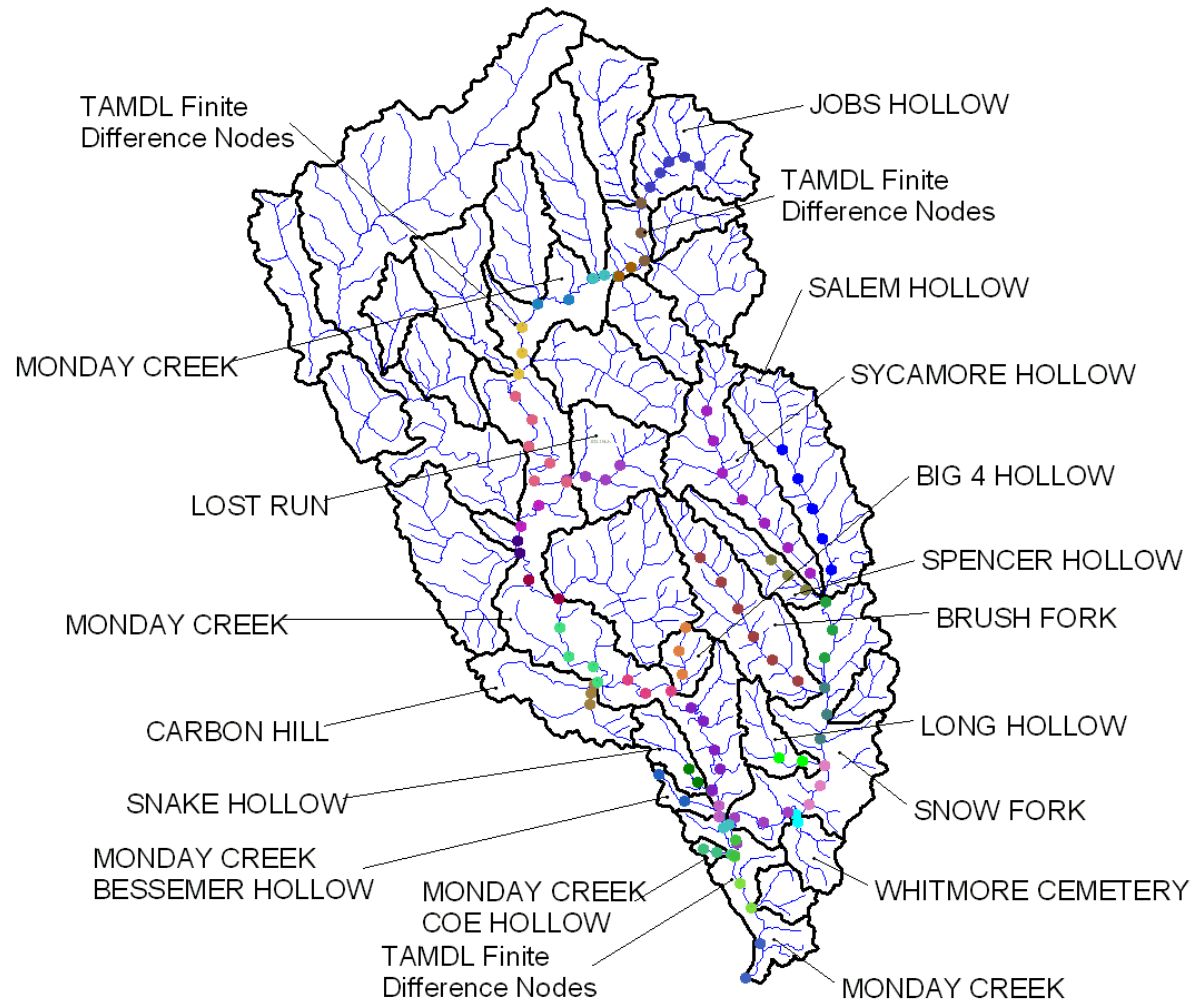 TAMDL Finite
Difference Nodes
JOBS HOLLOW
TAMDL Finite
Difference Nodes
SALEM HOLLOW
MONDAY CREEK
SYCAMORE HOLLOW
BIG 4 HOLLOW
LOST RUN
SPENCER HOLLOW
BRUSH FORK
MONDAY CREEK
CARBON HILL
LONG HOLLOW
SNAKE HOLLOW
SNOW FORK
MONDAY CREEK
BESSEMER HOLLOW
MONDAY CREEK
COE HOLLOW
WHITMORE CEMETERY
TAMDL Finite
Difference Nodes
MONDAY CREEK